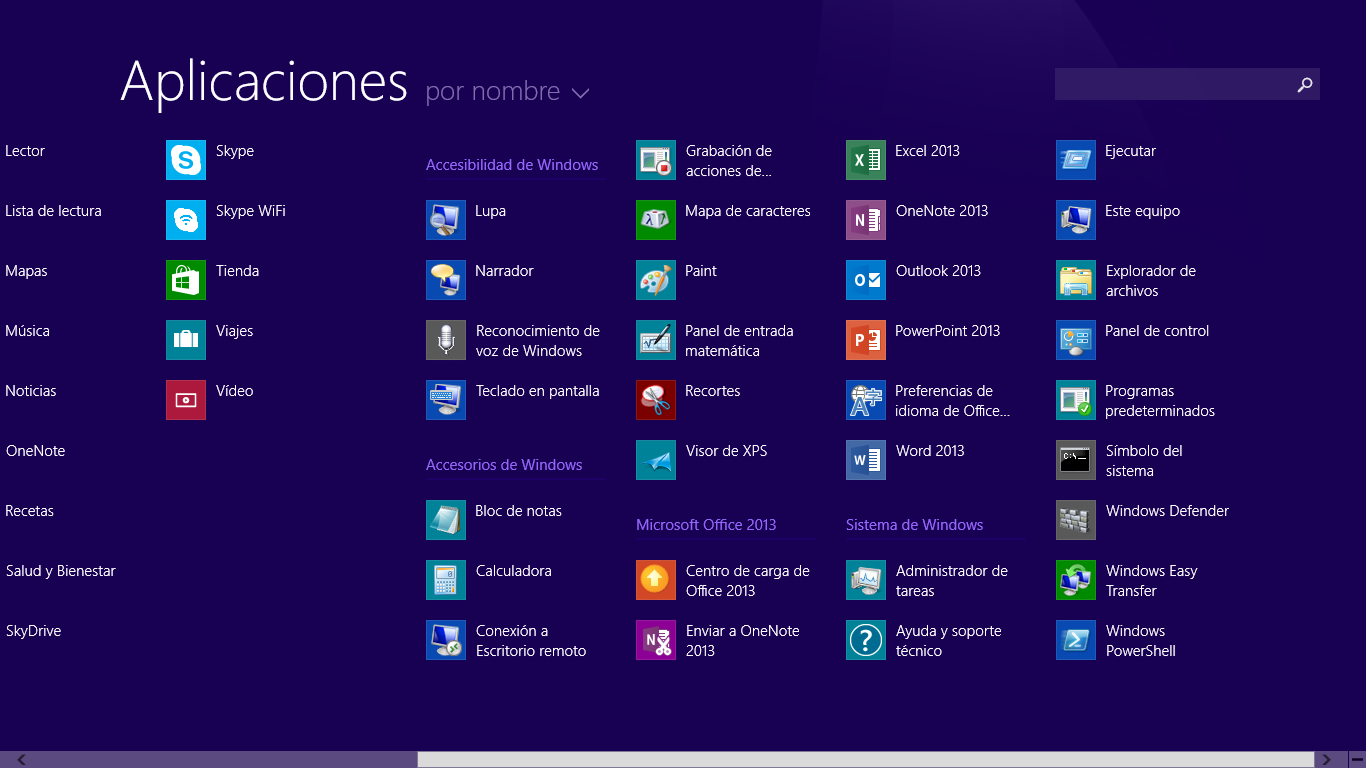 Aplicaciones por nombre
Lector
Lista de lectura
Mapas
Música
Noticias
OneNote
Recetas
Salud y Bienestar
SkyDrive
Skype
Skype WiFi
Tienda
Viajes
Vídeo
Accesibilidad de Windows
Lupa
Narrador
Reconocimiento de
voz de Windows
Teclado en pantalla
Accesorios de Windows
Bloc de notas
Calculadora
Conexión a
Escritorio remoto
Grabación de
acciones de...
Mapa de caracteres
Paint
Panel de entrada
matemática
Recortes
Visor de XPS
Microsoft Office 2013
Centro de carga de
Office 2013
Enviar a OneNote
2013
Excel 2013
OneNote 2013
Outlook 2013
PowerPoint 2013
Preferencias de
idioma de Office...
Word 2013
Sistema de Windows
Administrador de
tareas
Ayuda y soporte
técnico
Ejecutar
Este equipo
Explorador de
archivos
Panel de control
Programas
predeterminados
Símbolo del
sistema
Windows Defender
Windows Easy
Transfer
Windows
PowerShell